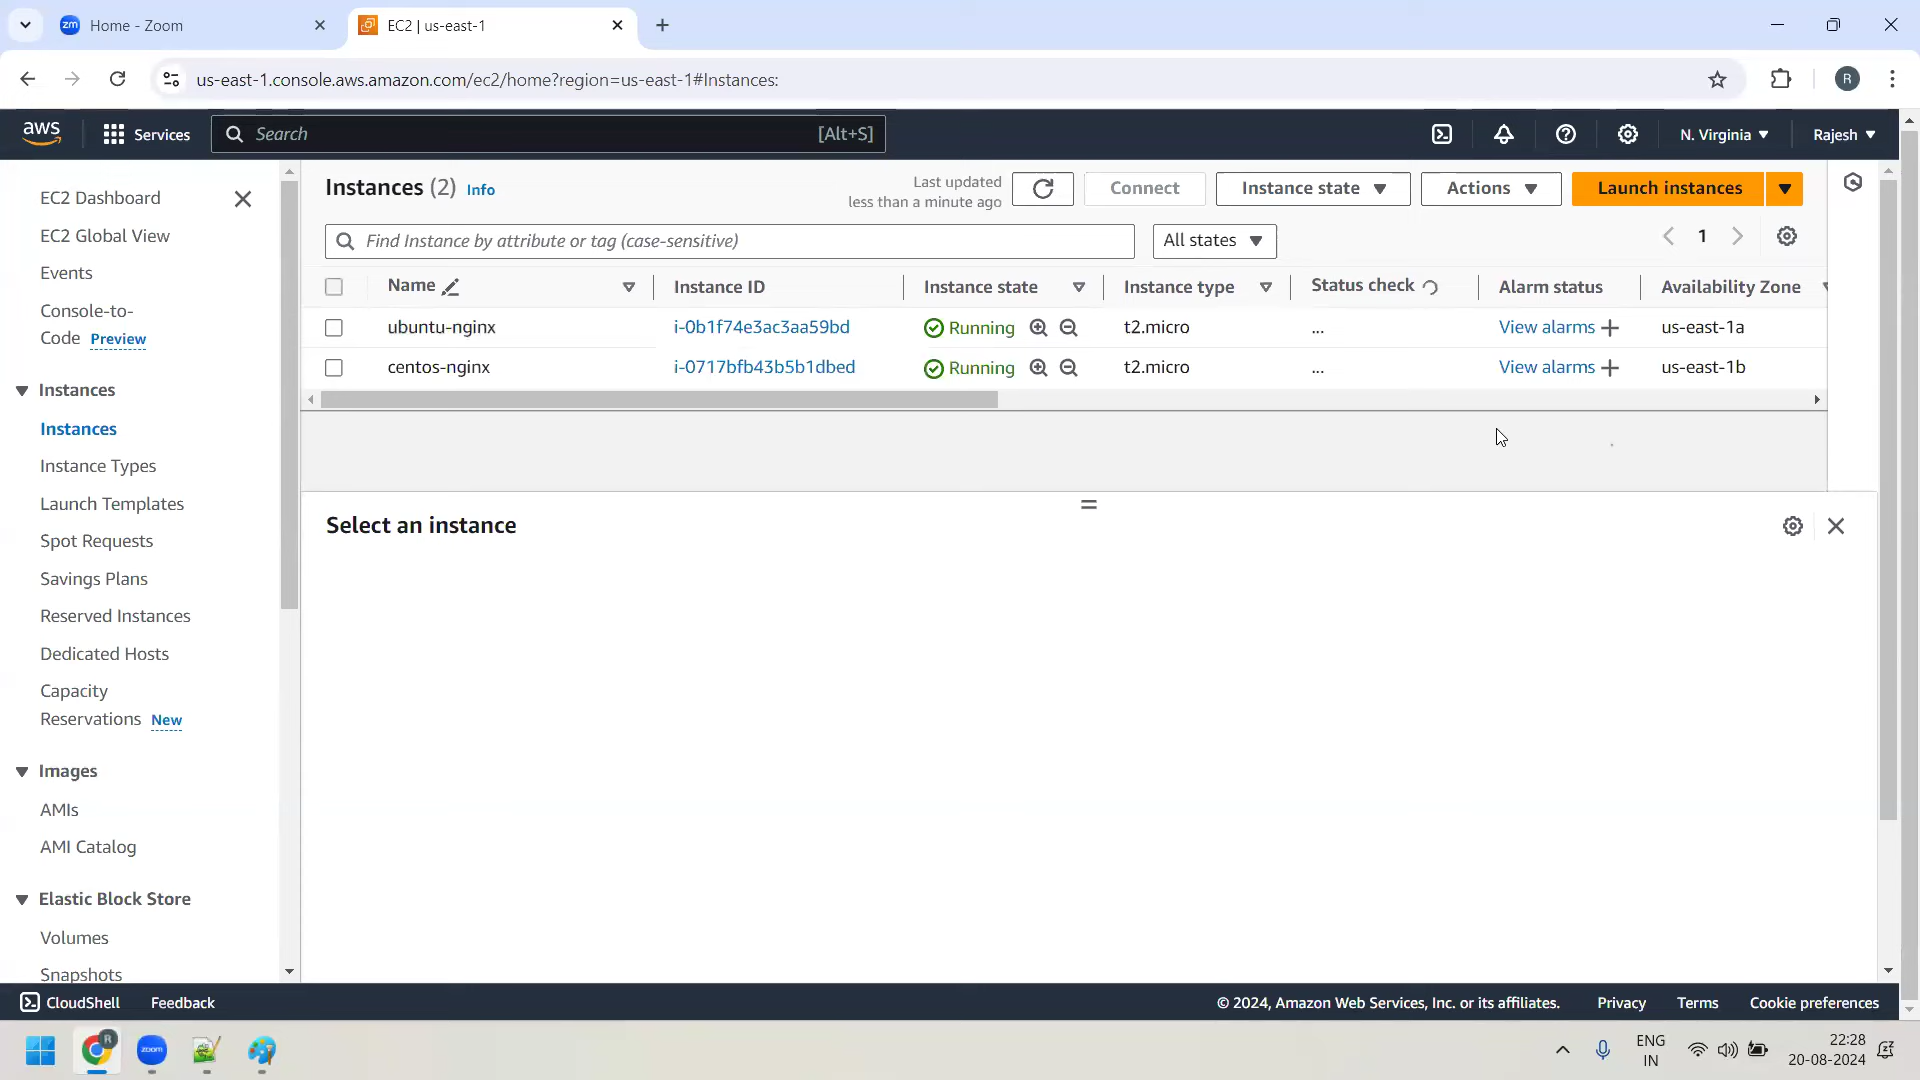 Home - Zoom
EC2 | us-east-1
us-east-1.console.aws.amazon.com/ec2/home?region=us-east-1#Instances:
R
aws
Services
Search
[Alt+S]
N. Virginia
Rajesh
EC2 Dashboard
EC2 Global View
Events
Console-to-
Code Preview
Instances
Instances
Instance Types
Launch Templates
Spot Requests
Savings Plans
Reserved Instances
Dedicated Hosts
Capacity
Reservations New
Images
AMIs
AMI Catalog
Elastic Block Store
Volumes
Snapshots
Instances (2) Info
Last updated
less than a minute ago
Connect
Instance state
Actions
Launch instances
Find Instance by attribute or tag (case-sensitive)
All states
1
Name Instance ID Instance state Instance type Status check Alarm status Availability Zone
ubuntu-nginx i-0b1f74e3ac3aa59bd Running t2.micro ... View alarms + us-east-1a
centos-nginx i-0717bfb43b5b1dbed Running t2.micro ... View alarms + us-east-1b
Select an instance
CloudShell
Feedback
© 2024, Amazon Web Services, Inc. or its affiliates.
Privacy
Terms
Cookie preferences
R
zoom
ENG
IN
22:28
20-08-2024